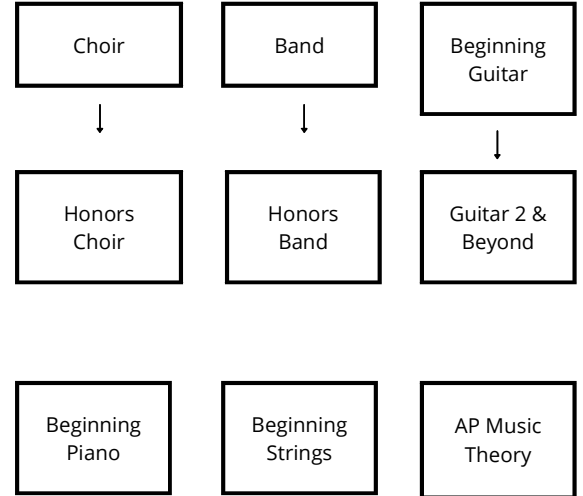 Choir
Band
Beginning
Guitar
Honors
Choir
Honors
Band
Guitar 2 &
Beyond
Beginning
Piano
Beginning
Strings
AP Music
Theory